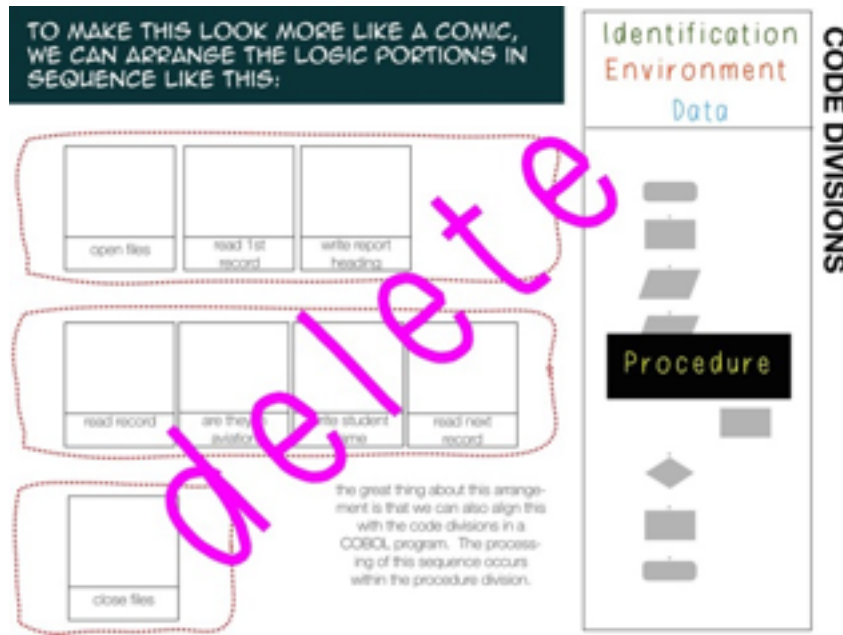 TO MAKE THIS LOOK MORE LIKE A COMIC,
WE CAN ARRANGE THE LOGIC PORTIONS IN
SEQUENCE LIKE THIS:
open files
read 1st
record
write report
heading
read record
are they
aviation
student
read next
record
close files
the great thing about this arrange-
ment is that we can also align this
with the code divisions in a
COBOL program. The process-
ing of this sequence occurs
within the procedure division.
delete
Identification
Environment
Data
Procedure
CODE DIVISIONS